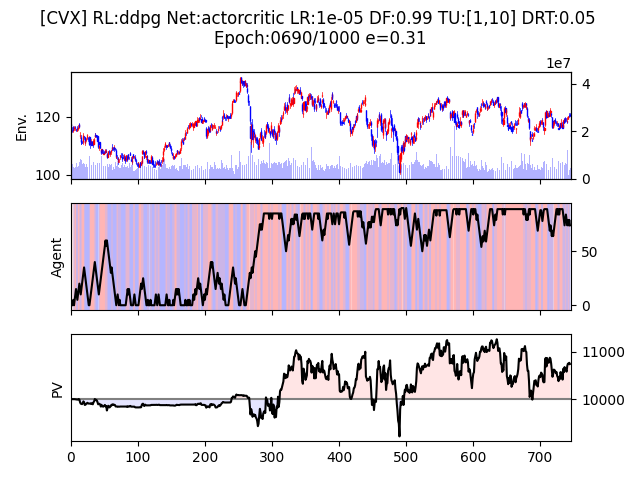 [CVX] RL:ddpg Net:actorcritic LR:1e-05 DF:0.99 TU:[1,10] DRT:0.05
Epoch:0690/1000 e=0.31
1e7
Env.
120
100
4
2
0
Agent
50
0
PV
11000
10000
0 100 200 300 400 500 600 700